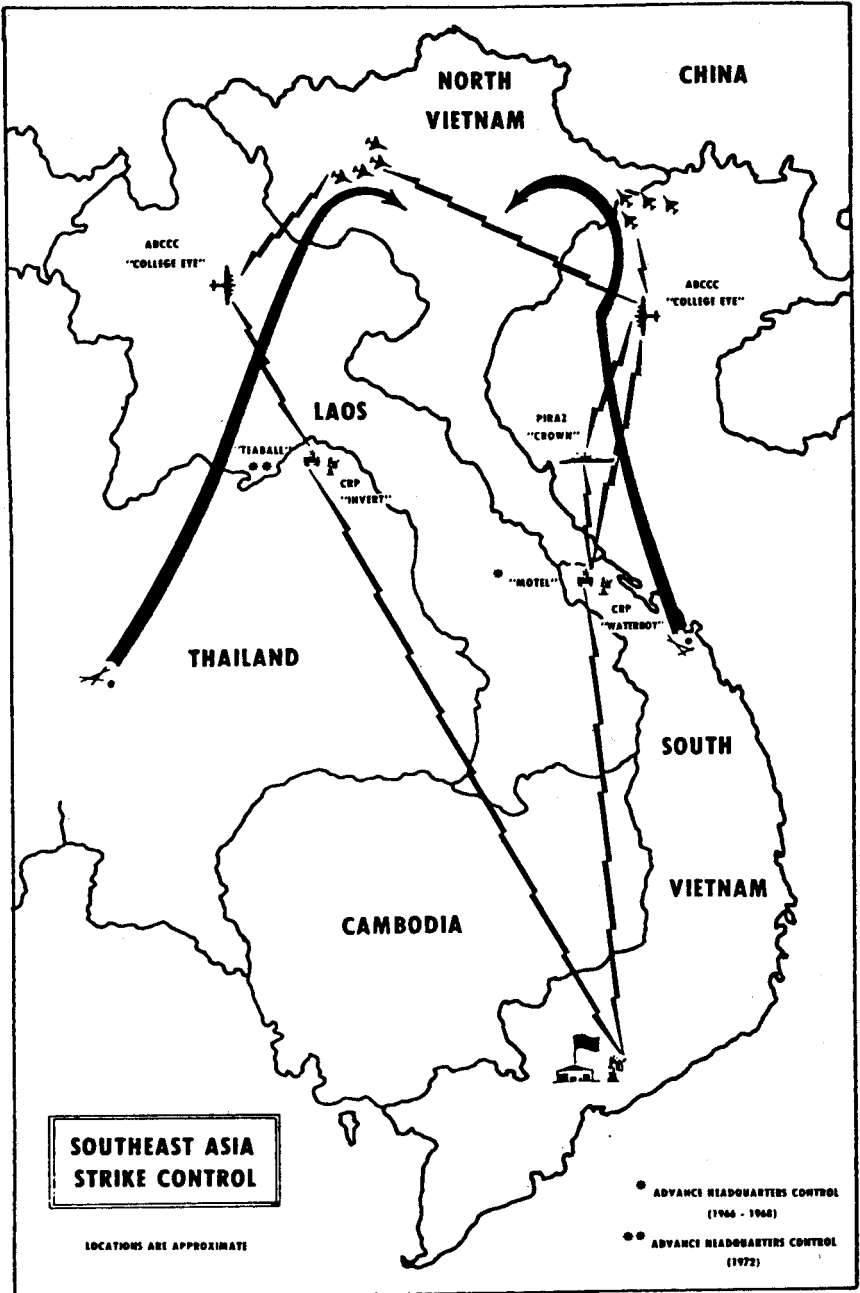 NORTH
VIETNAM
CHINA
ABCCC
"COLLEGE EYE"
ABCCC
"COLLEGE EYE"
LAOS
PIRAZ
"CROWN"
"TEABALL"
**
CRP
"INVERT"
* "MOTEL"
CRP
"WATERBOY"
THAILAND
SOUTH
VIETNAM
CAMBODIA
SOUTHEAST ASIA
STRIKE CONTROL
LOCATIONS ARE APPROXIMATE
* ADVANCE HEADQUARTERS CONTROL
(1966 - 1968)
** ADVANCE HEADQUARTERS CONTROL
(1972)